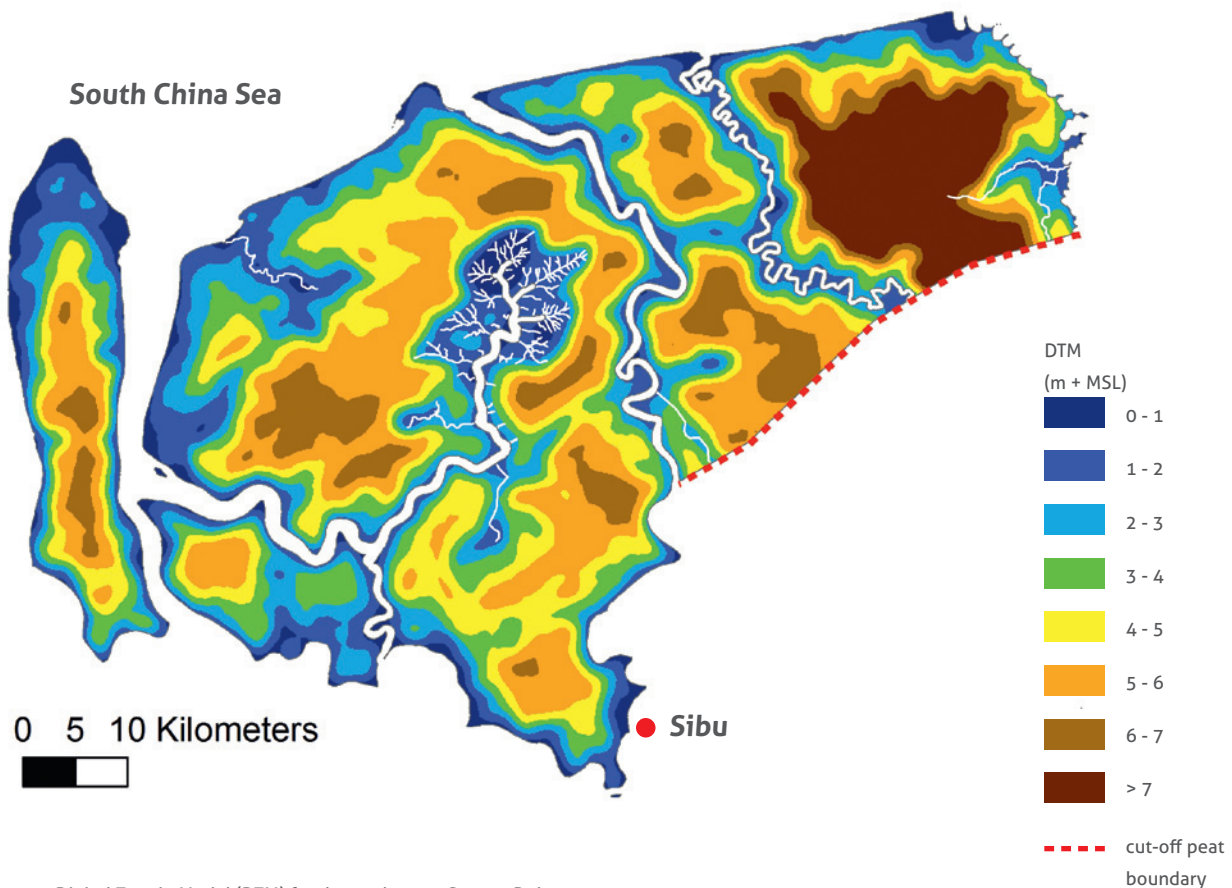 South China Sea
DTM
(m + MSL)
0 - 1
1 - 2
2 - 3
3 - 4
4 - 5
5 - 6
6 - 7
> 7
cut-off peat
boundary
0 5 10 Kilometers
Sibu